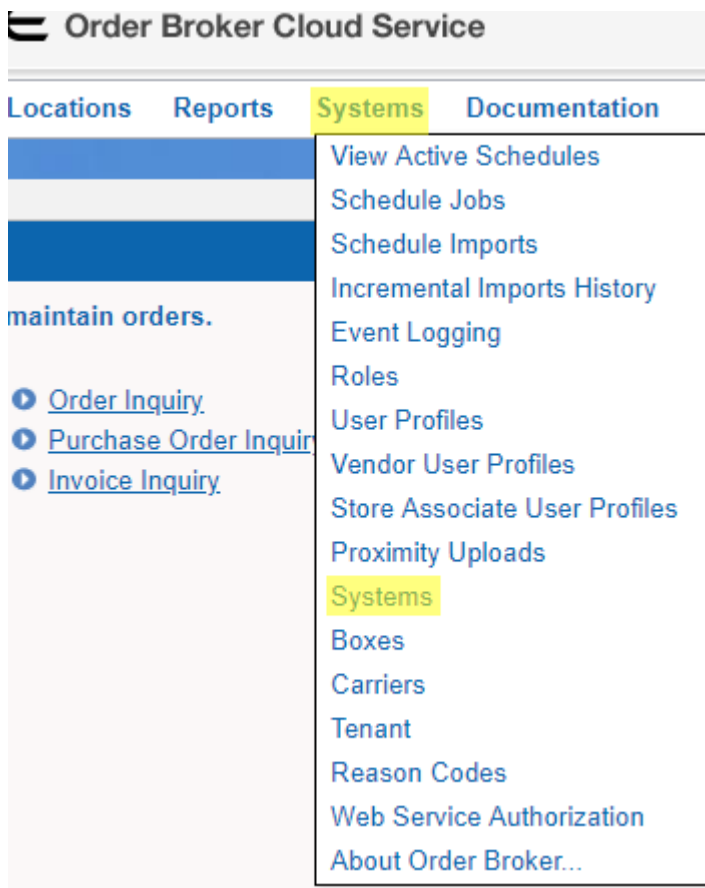 Order Broker Cloud Service
Locations Reports Systems Documentation
View Active Schedules
Schedule Jobs
Schedule Imports
Incremental Imports History
maintain orders.
Event Logging
Roles
Order Inquiry
User Profiles
Purchase Order Inquiry
Vendor User Profiles
Invoice Inquiry
Store Associate User Profiles
Proximity Uploads
Systems
Boxes
Carriers
Tenant
Reason Codes
Web Service Authorization
About Order Broker...